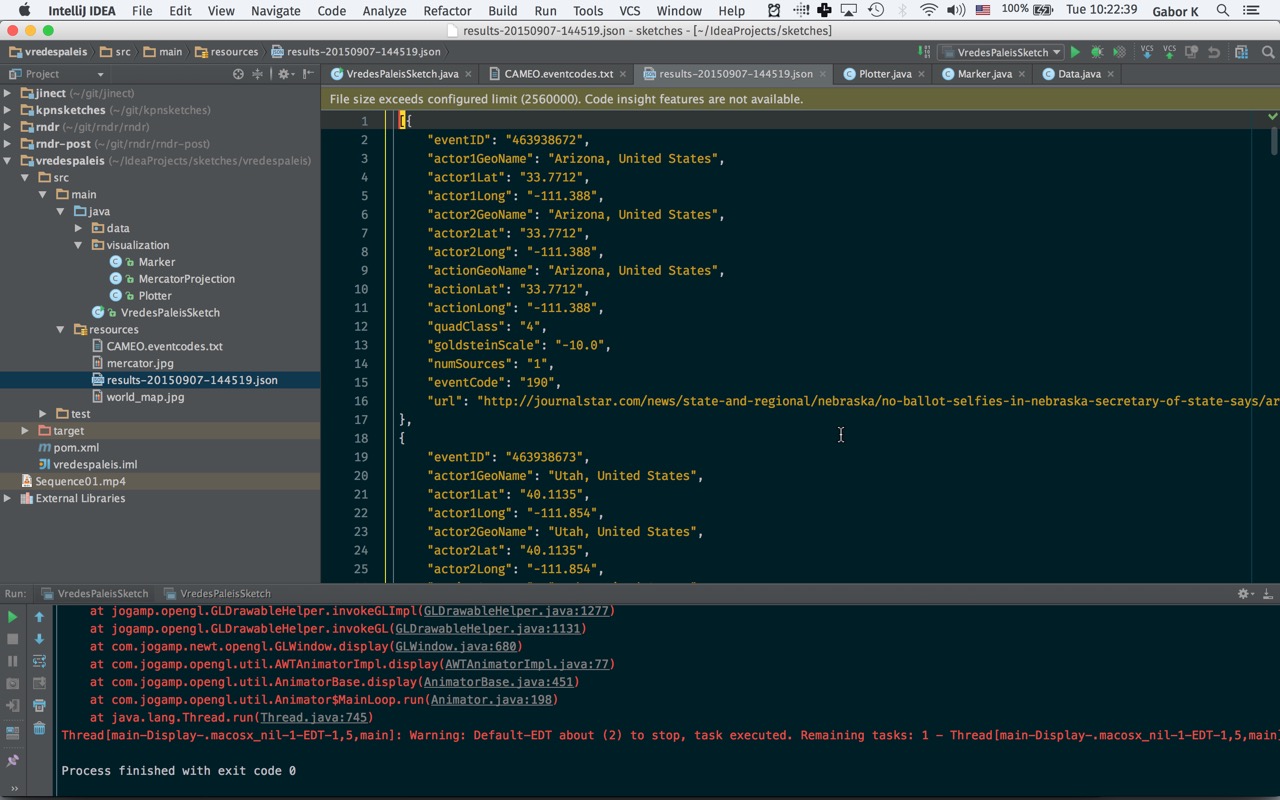 IntelliJ IDEA File Edit View Navigate Code Analyze Refactor Build Run Tools VCS Window Help 100% Tue 10:22:39 Gabor K
results-20150907-144519.json - sketches - [~/IdeaProjects/sketches]
vredespaleis src main resources results-20150907-144519.json VredesPaleisSketch VCS VCS
Project VredesPaleisSketch.java CAMEO.eventcodes.txt results-20150907-144519.json Plotter.java Marker.java Data.java
File size exceeds configured limit (2560000). Code insight features are not available.
jinect (~/git/jinect)
kpnsketches (~/git/kpnsketches)
rndr (~/git/rndr/rndr)
rndr-post (~/git/rndr/rndr-post)
vredespaleis (~/IdeaProjects/sketches/vredespaleis)
src
main
java
data
visualization
Marker
MercatorProjection
Plotter
VredesPaleisSketch
resources
CAMEO.eventcodes.txt
mercator.jpg
results-20150907-144519.json
world_map.jpg
test
target
pom.xml
vredespaleis.iml
Sequence01.mp4
External Libraries
1 [{
2 "eventID": "463938672",
3 "actor1GeoName": "Arizona, United States",
4 "actor1Lat": "33.7712",
5 "actor1Long": "-111.388",
6 "actor2GeoName": "Arizona, United States",
7 "actor2Lat": "33.7712",
8 "actor2Long": "-111.388",
9 "actionGeoName": "Arizona, United States",
10 "actionLat": "33.7712",
11 "actionLong": "-111.388",
12 "quadClass": "4",
13 "goldsteinScale": "-10.0",
14 "numSources": "1",
15 "eventCode": "190",
16 "url": "http://journalstar.com/news/state-and-regional/nebraska/no-ballot-selfies-in-nebraska-secretary-of-state-says/ar
17 },
18 {
19 "eventID": "463938673",
20 "actor1GeoName": "Utah, United States",
21 "actor1Lat": "40.1135",
22 "actor1Long": "-111.854",
23 "actor2GeoName": "Utah, United States",
24 "actor2Lat": "40.1135",
25 "actor2Long": "-111.854",
Run: VredesPaleisSketch VredesPaleisSketch
at jogamp.opengl.GLDrawableHelper.invokeGLImpl(GLDrawableHelper.java:1277)
at jogamp.opengl.GLDrawableHelper.invokeGL(GLDrawableHelper.java:1131)
at com.jogamp.newt.opengl.GLWindow.display(GLWindow.java:680)
at com.jogamp.opengl.util.AWTAnimatorImpl.display(AWTAnimatorImpl.java:77)
at com.jogamp.opengl.util.AnimatorBase.display(AnimatorBase.java:451)
at com.jogamp.opengl.util.Animator$MainLoop.run(Animator.java:198)
at java.lang.Thread.run(Thread.java:745)
Thread[main-Display-.macosx_nil-1-EDT-1,5,main]: Warning: Default-EDT about (2) to stop, task executed. Remaining tasks: 1 - Thread[main-Display-.macosx_nil-1-EDT-1,5,main]
Process finished with exit code 0